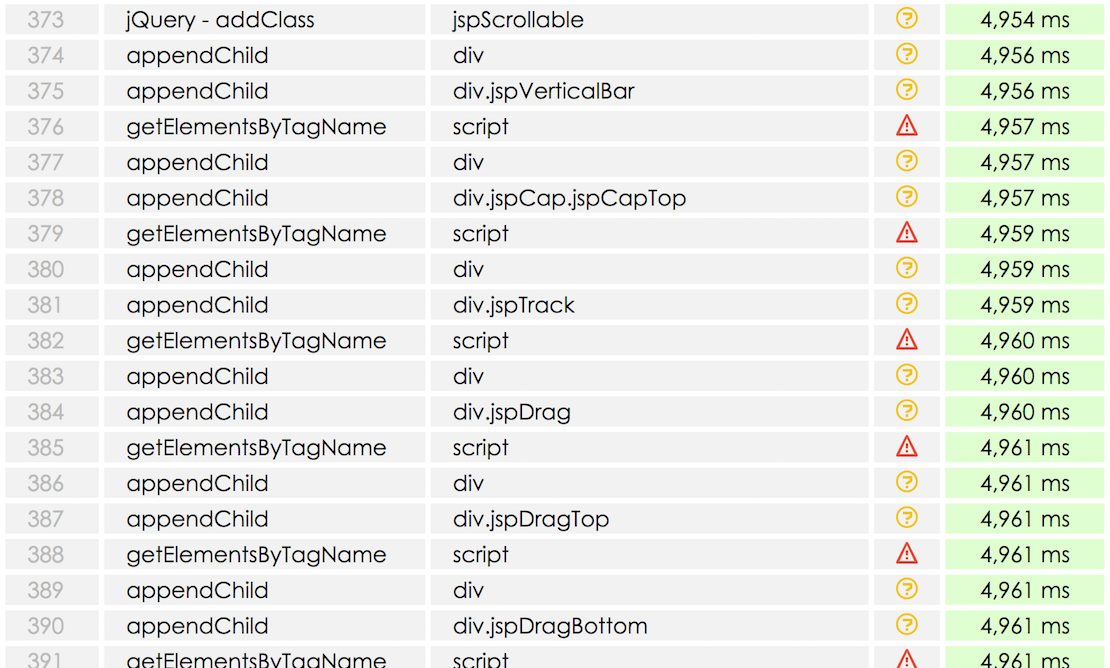 373 jQuery - addClass jspScrollable 4,954 ms
374 appendChild div 4,956 ms
375 appendChild div.jspVerticalBar 4,956 ms
376 getElementsByTagName script 4,957 ms
377 appendChild div 4,957 ms
378 appendChild div.jspCap.jspCapTop 4,957 ms
379 getElementsByTagName script 4,959 ms
380 appendChild div 4,959 ms
381 appendChild div.jspTrack 4,959 ms
382 getElementsByTagName script 4,960 ms
383 appendChild div 4,960 ms
384 appendChild div.jspDrag 4,960 ms
385 getElementsByTagName script 4,961 ms
386 appendChild div 4,961 ms
387 appendChild div.jspDragTop 4,961 ms
388 getElementsByTagName script 4,961 ms
389 appendChild div 4,961 ms
390 appendChild div.jspDragBottom 4,961 ms
391 getElementsByTagName script 4,961 ms